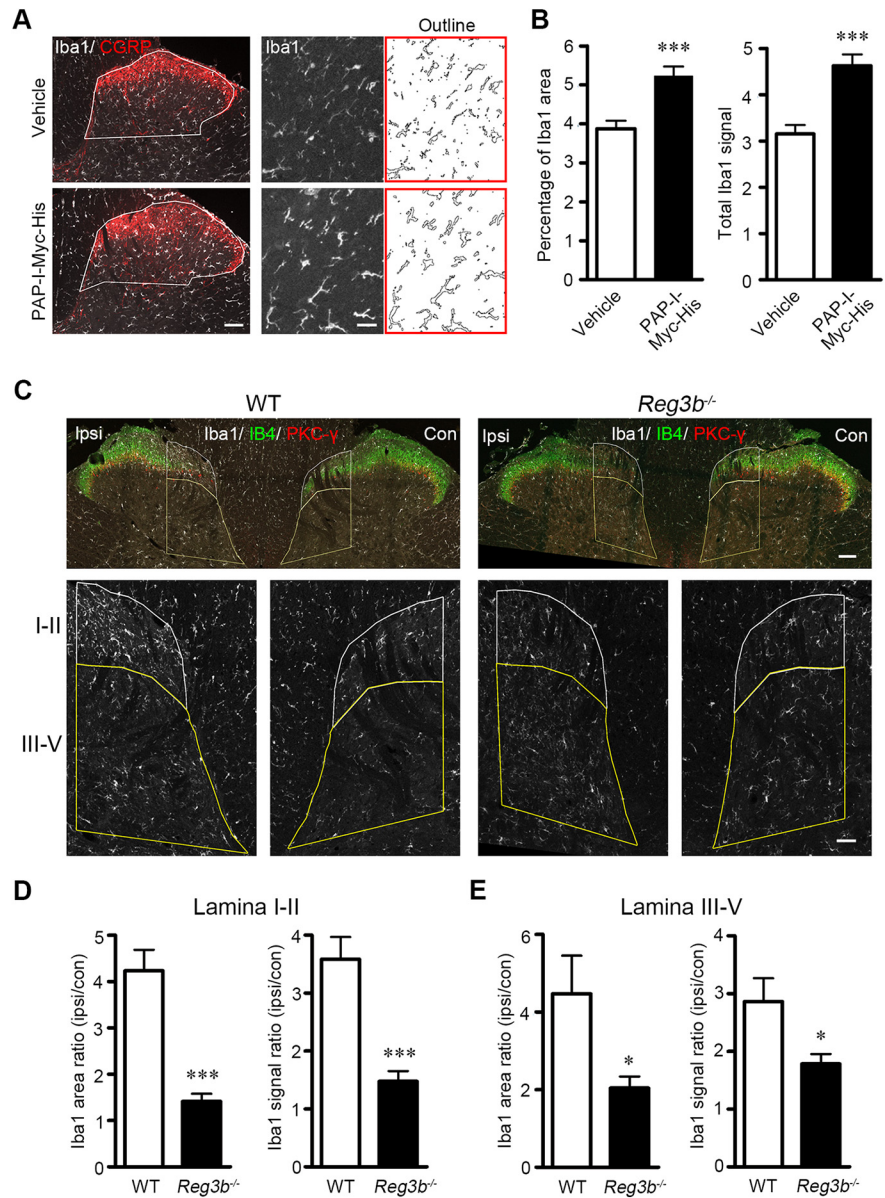 A
Outline
Iba1/ CGRP
Iba1
Vehicle
PAP-I-Myc-His
B
Percentage of Iba1 area
6
5
4
3
2
1
0
***
Vehicle
PAP-I-
Myc-His
Total Iba1 signal
5
4
3
2
1
0
***
Vehicle
PAP-I-
Myc-His
C
WT
Reg3b-/-
Ipsi
Iba1/ IB4/ PKC-γ
Con
Ipsi
Iba1/ IB4/ PKC-γ
Con
I-II
III-V
D
Lamina I-II
Iba1 area ratio (ipsi/con)
5
4
3
2
1
0
***
WT
Reg3b-/-
Iba1 signal ratio (ipsi/con)
4
3
2
1
0
***
WT
Reg3b-/-
E
Lamina III-V
Iba1 area ratio (ipsi/con)
6
4
2
0
*
WT
Reg3b-/-
Iba1 signal ratio (ipsi/con)
4
3
2
1
0
*
WT
Reg3b-/-